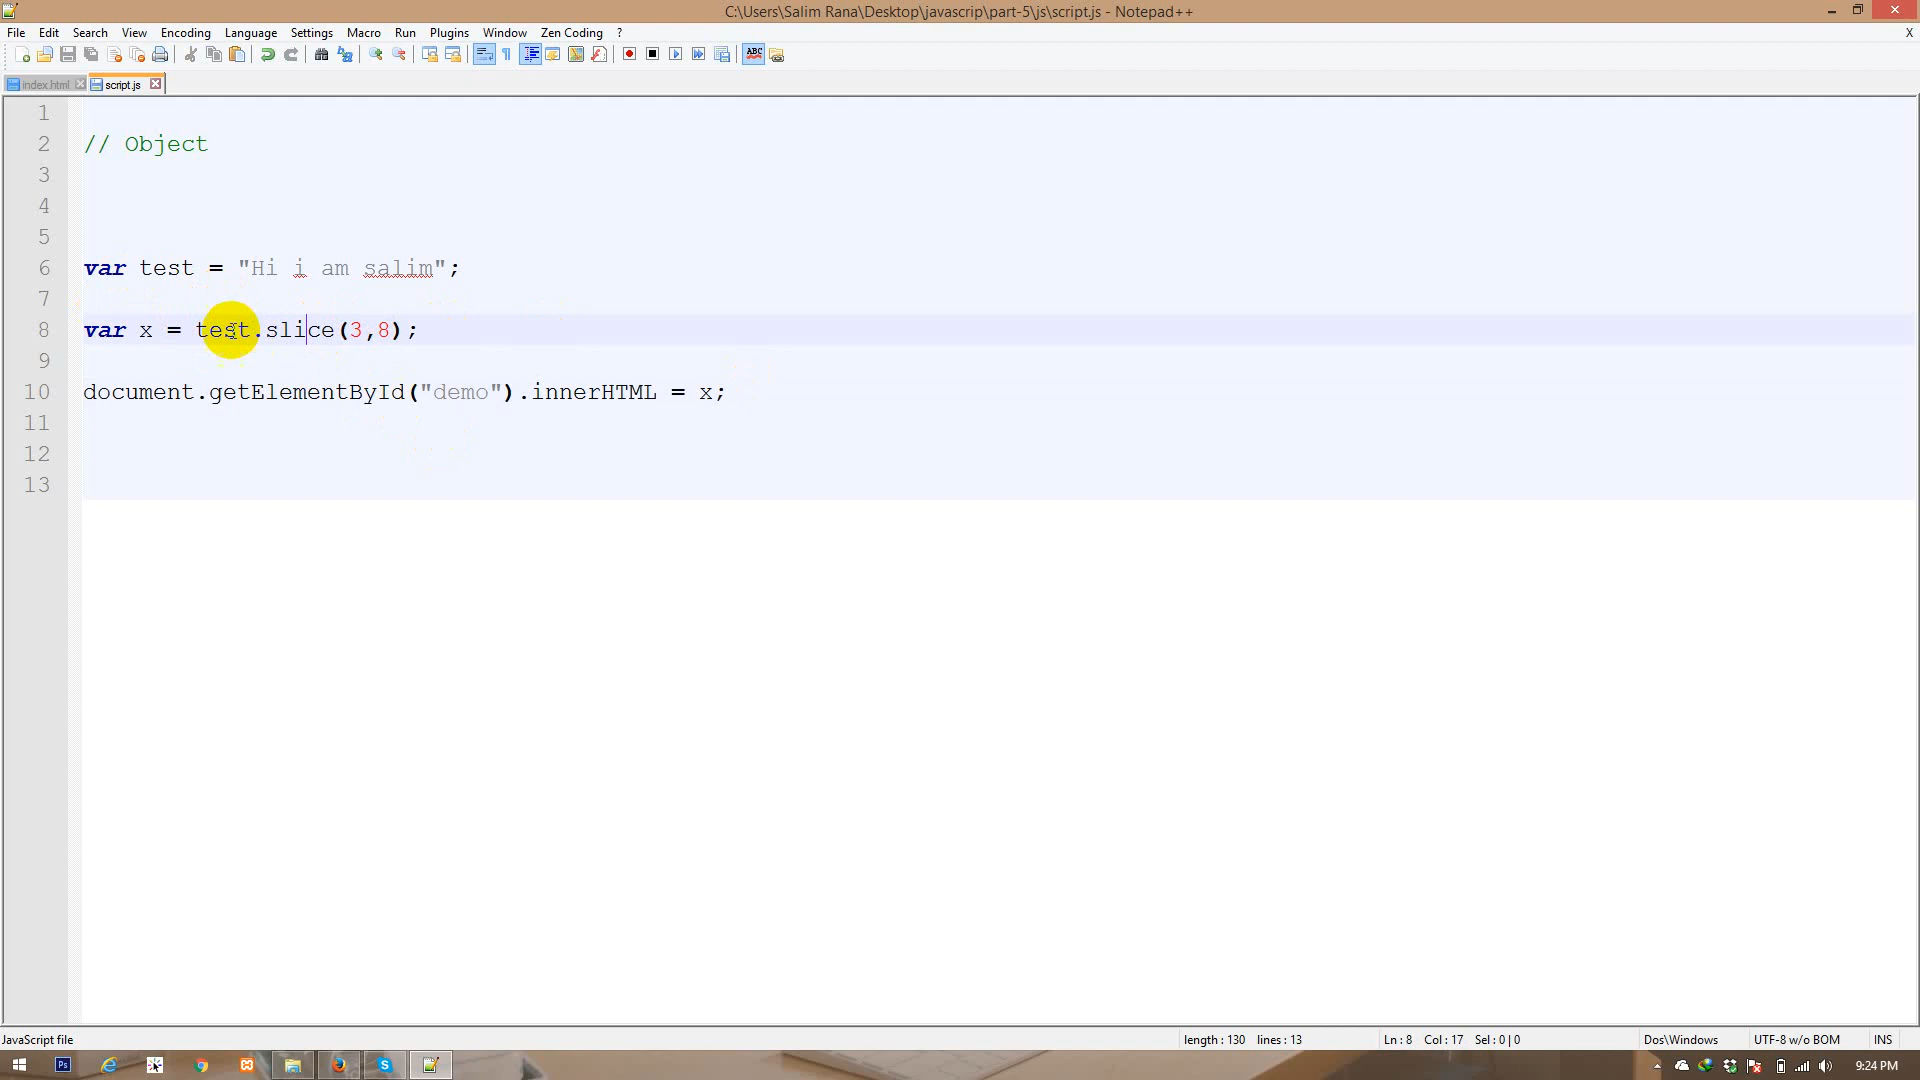 C:\Users\Salim Rana\Desktop\javascrip\part-5\js\script.js - Notepad++
File Edit Search View Encoding Language Settings Macro Run Plugins Window Zen Coding ? X
ABC
index.html script.js
1
2 // Object
3
4
5
6 var test = "Hi i am salim";
7
8 var x = test.slice(3,8);
9
10 document.getElementById("demo").innerHTML = x;
11
12
13
JavaScript file length : 130 lines : 13 Ln : 8 Col : 17 Sel : 0 | 0 Dos\Windows UTF-8 w/o BOM INS
Ps 9:24 PM